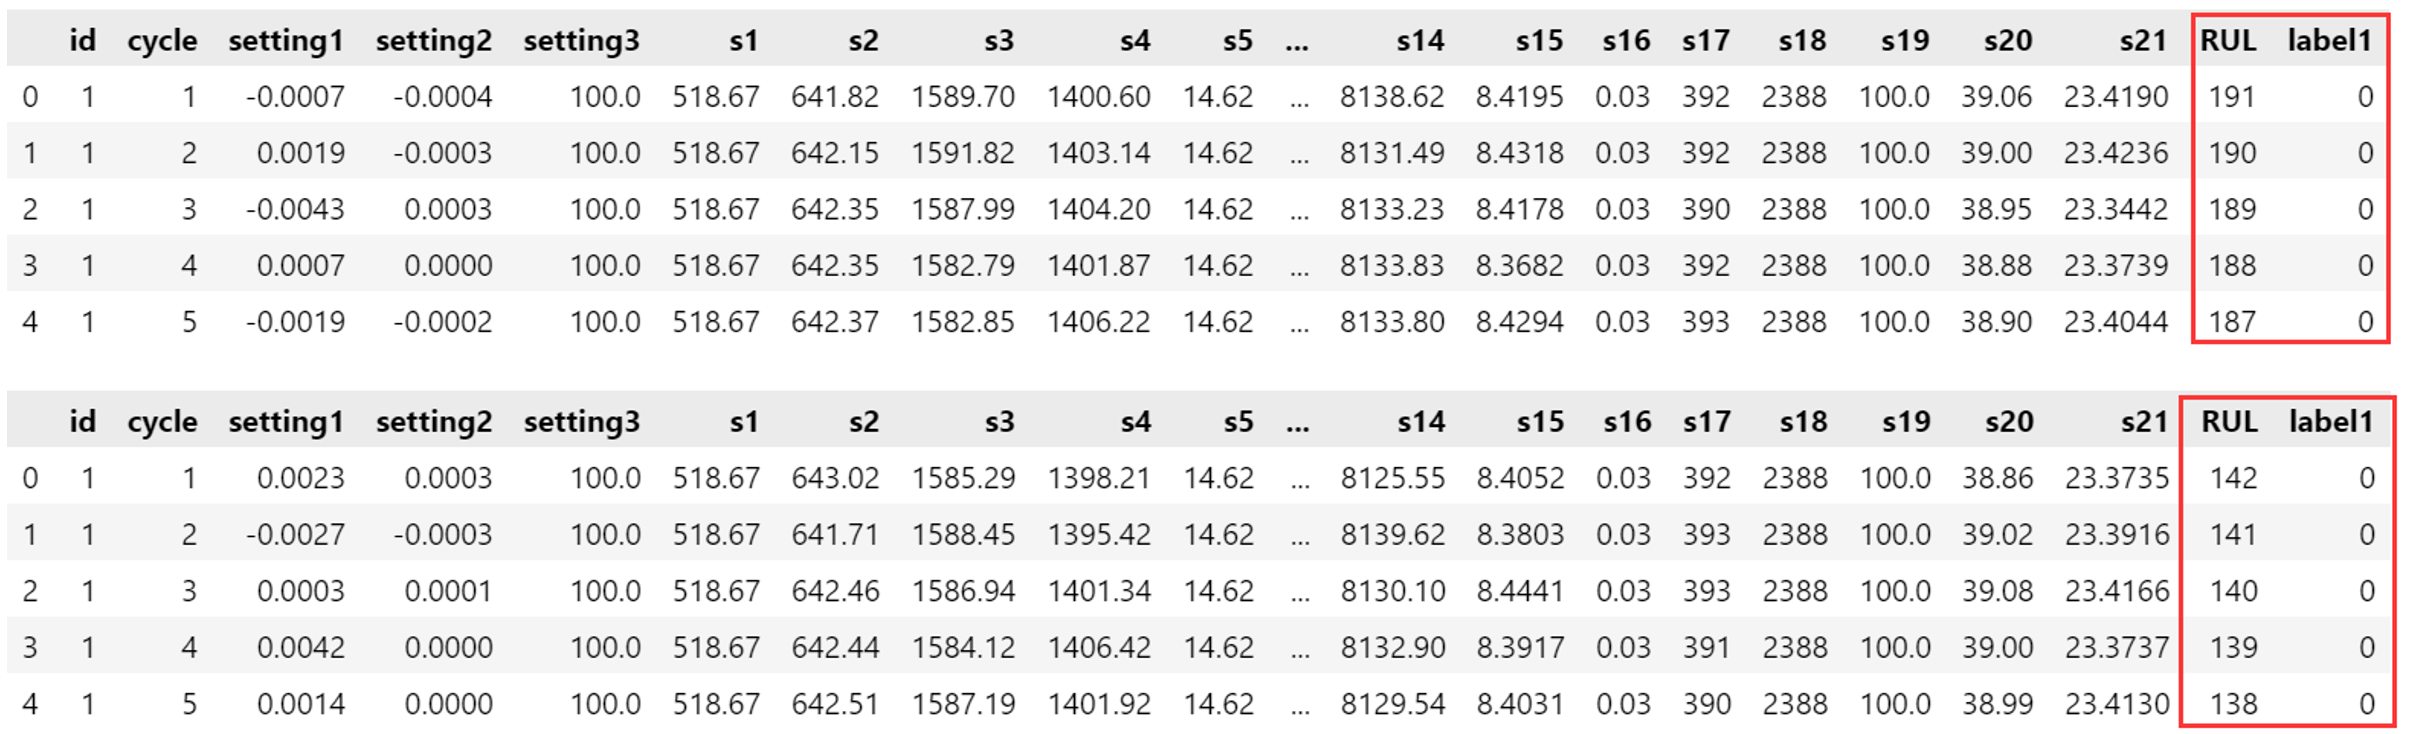 id cycle setting1 setting2 setting3 s1 s2 s3 s4 s5 ... s14 s15 s16 s17 s18 s19 s20 s21 RUL label1
0 1 1 -0.0007 -0.0004 100.0 518.67 641.82 1589.70 1400.60 14.62 ... 8138.62 8.4195 0.03 392 2388 100.0 39.06 23.4190 191 0
1 1 2 0.0019 -0.0003 100.0 518.67 642.15 1591.82 1403.14 14.62 ... 8131.49 8.4318 0.03 392 2388 100.0 39.00 23.4236 190 0
2 1 3 -0.0043 0.0003 100.0 518.67 642.35 1587.99 1404.20 14.62 ... 8133.23 8.4178 0.03 390 2388 100.0 38.95 23.3442 189 0
3 1 4 0.0007 0.0000 100.0 518.67 642.35 1582.79 1401.87 14.62 ... 8133.83 8.3682 0.03 392 2388 100.0 38.88 23.3739 188 0
4 1 5 -0.0019 -0.0002 100.0 518.67 642.37 1582.85 1406.22 14.62 ... 8133.80 8.4294 0.03 393 2388 100.0 38.90 23.4044 187 0
id cycle setting1 setting2 setting3 s1 s2 s3 s4 s5 ... s14 s15 s16 s17 s18 s19 s20 s21 RUL label1
0 1 1 0.0023 0.0003 100.0 518.67 643.02 1585.29 1398.21 14.62 ... 8125.55 8.4052 0.03 392 2388 100.0 38.86 23.3735 142 0
1 1 2 -0.0027 -0.0003 100.0 518.67 641.71 1588.45 1395.42 14.62 ... 8139.62 8.3803 0.03 393 2388 100.0 39.02 23.3916 141 0
2 1 3 0.0003 0.0001 100.0 518.67 642.46 1586.94 1401.34 14.62 ... 8130.10 8.4441 0.03 393 2388 100.0 39.08 23.4166 140 0
3 1 4 0.0042 0.0000 100.0 518.67 642.44 1584.12 1406.42 14.62 ... 8132.90 8.3917 0.03 391 2388 100.0 39.00 23.3737 139 0
4 1 5 0.0014 0.0000 100.0 518.67 642.51 1587.19 1401.92 14.62 ... 8129.54 8.4031 0.03 390 2388 100.0 38.99 23.4130 138 0